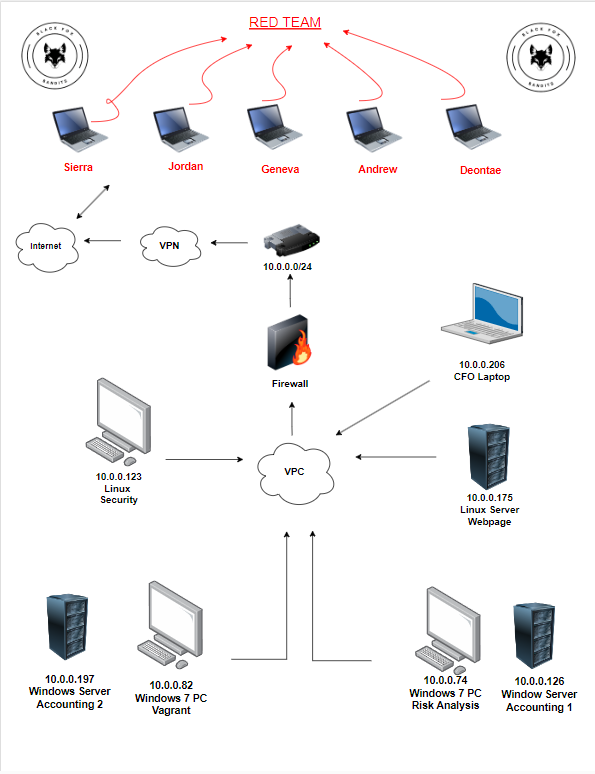 RED TEAM
BLACK FOX
BANDITS
BLACK FOX
BANDITS
Sierra
Jordan
Geneva
Andrew
Deontae
Internet
VPN
10.0.0.0/24
Firewall
10.0.0.206
CFO Laptop
10.0.0.123
Linux
Security
VPC
10.0.0.175
Linux Server
Webpage
10.0.0.197
Windows Server
Accounting 2
10.0.0.82
Windows 7 PC
Vagrant
10.0.0.74
Windows 7 PC
Risk Analysis
10.0.0.126
Window Server
Accounting 1